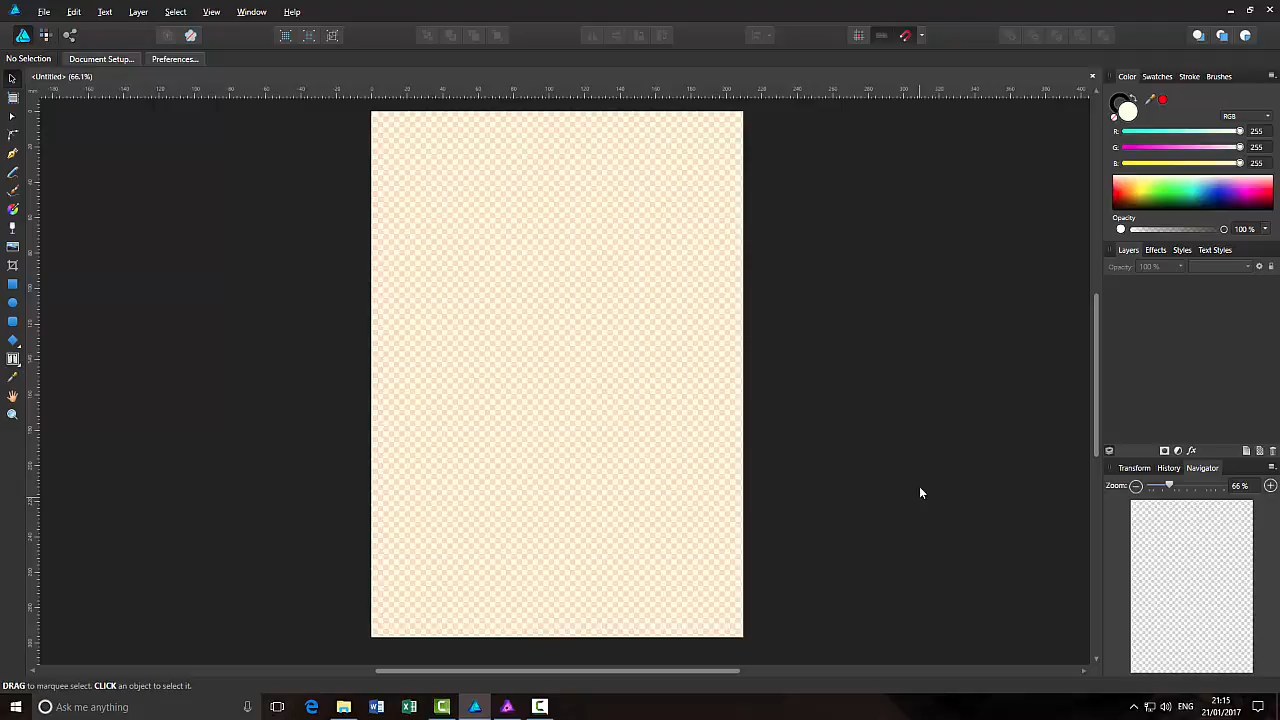 File Edit Text Layer Select View Window Help
No Selection Document Setup... Preferences...
<Untitled> (66.1%)
Color Swatches Stroke Brushes
RGB
R: 255
G: 255
B: 255
Opacity
100 %
Layers Effects Styles Text Styles
Opacity: 100 %
Transform History Navigator
Zoom: 66 %
DRAG to marquee select. CLICK an object to select it.
Ask me anything
ENG
21:15
21/01/2017